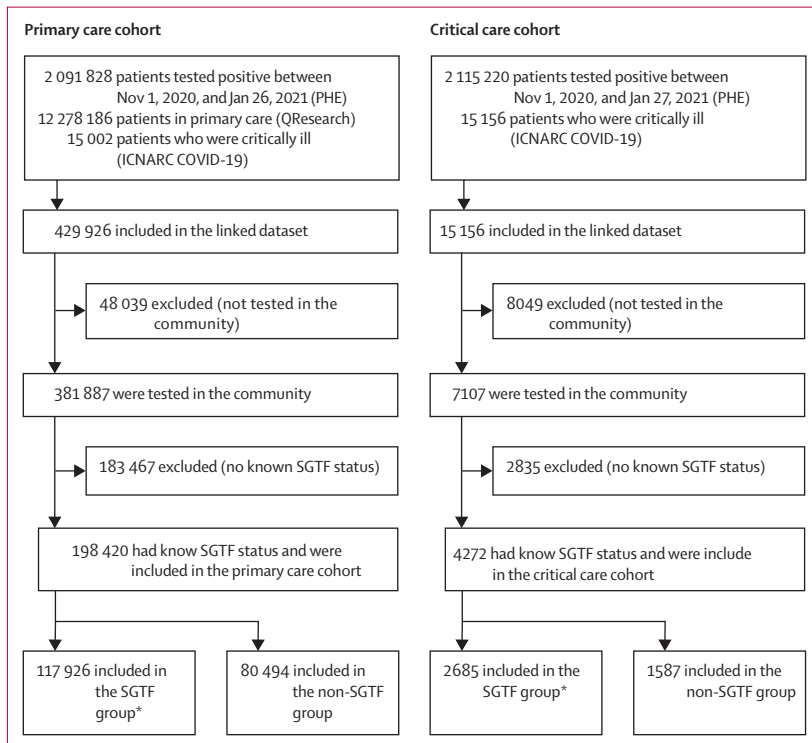 Primary care cohort
2 091 828 patients tested positive between
Nov 1, 2020, and Jan 26, 2021 (PHE)
12 278 186 patients in primary care (QResearch)
15 002 patients who were critically ill
(ICNARC COVID-19)
429 926 included in the linked dataset
48 039 excluded (not tested in the
community)
381 887 were tested in the community
183 467 excluded (no known SGTF status)
198 420 had know SGTF status and were
included in the primary care cohort
117 926 included in
the SGTF
group*
80 494 included in
the non-SGTF
group
Critical care cohort
2 115 220 patients tested positive between
Nov 1, 2020, and Jan 27, 2021 (PHE)
15 156 patients who were critically ill
(ICNARC COVID-19)
15 156 included in the linked dataset
8049 excluded (not tested in the
community)
7107 were tested in the community
2835 excluded (no known SGTF status)
4272 had know SGTF status and were include
in the critical care cohort
2685 included in the
SGTF group*
1587 included in the
non-SGTF group